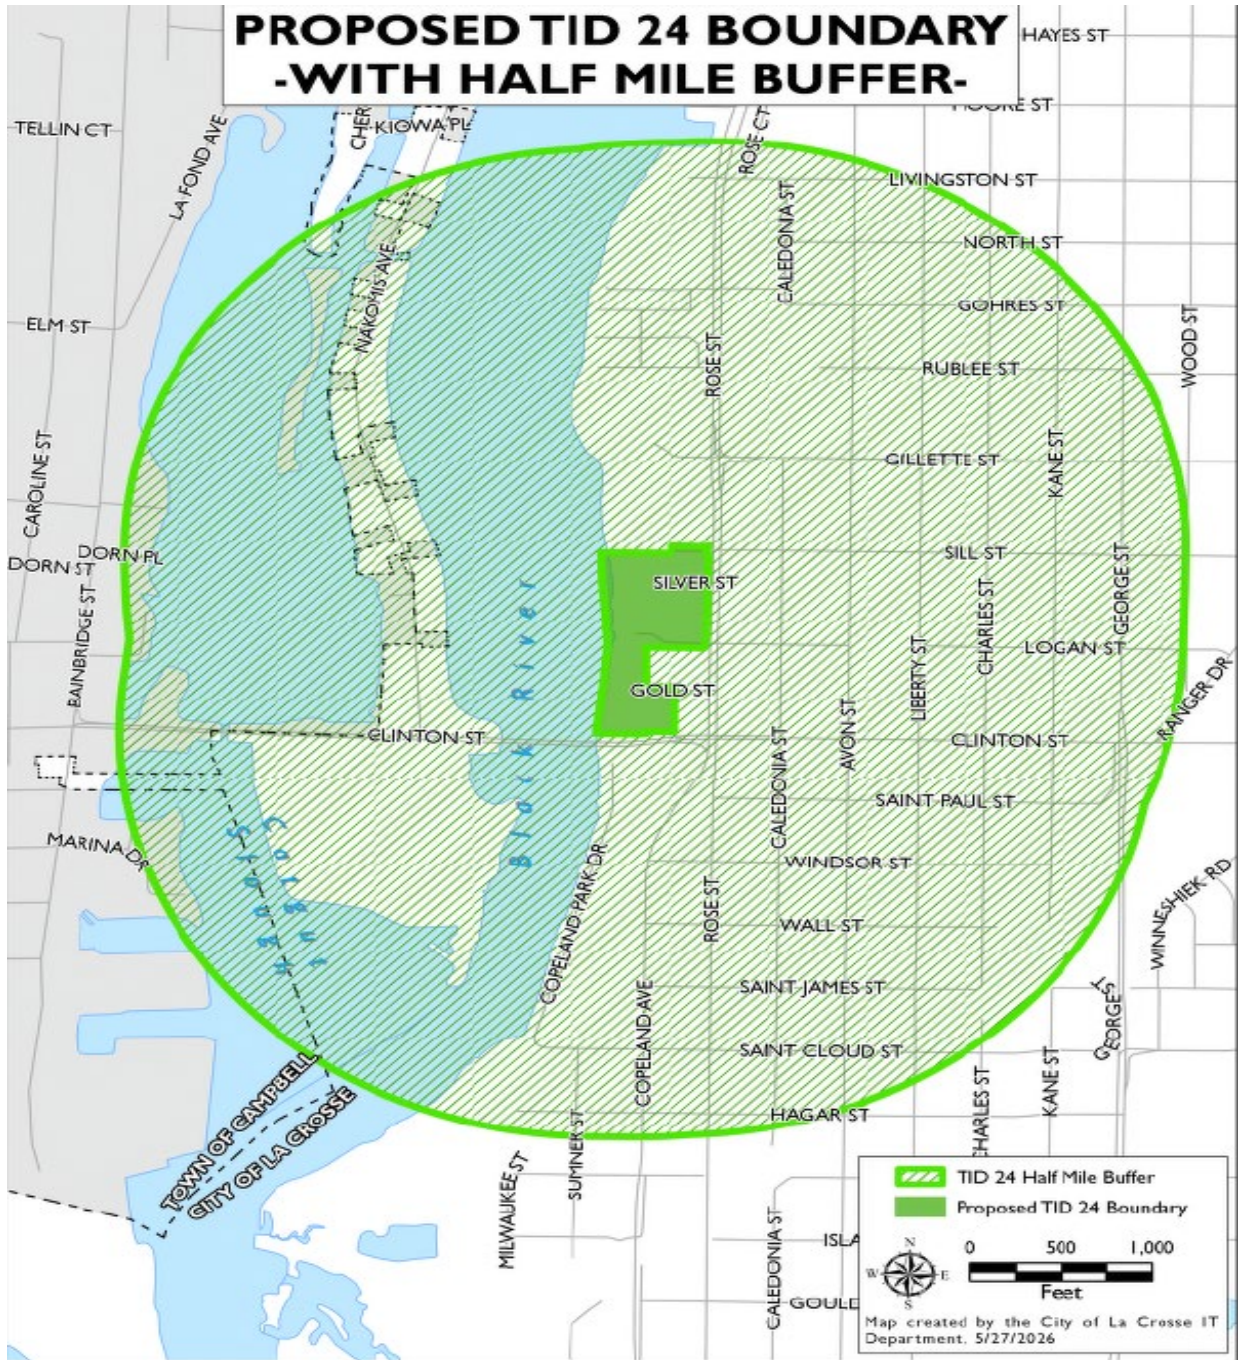 PROPOSED TID 24 BOUNDARY
-WITH HALF MILE BUFFER-
HAYES ST
MOORE ST
TELLIN CT
LA FOND AVE
CHER
KIOWA PL
ROSE CT
LIVINGSTON ST
CALEDONIA ST
NORTH ST
NAKOMIS AVE
GOHRES ST
ELM ST
WOOD ST
ROSE ST
RUBLEE ST
CAROLINE ST
GILLETTE ST
KANE ST
DORN PL
DORN ST
SILL ST
GEORGE ST
SILVER ST
CHARLES ST
BAINBRIDGE ST
Black River
LIBERTY ST
LOGAN ST
GOLD ST
RANGER DR
AVON ST
CLINTON ST
CLINTON ST
CALEDONIA ST
SAINT PAUL ST
MARINA DR
Colgut
Slough
WINDSOR ST
COPELAND PARK DR
ROSE ST
WINNESHIEK RD
WALL ST
SAINT JAMES ST
COPELAND AVE
GEORGE ST
SAINT CLOUD ST
KANE ST
CHARLES ST
TOWN OF CAMPBELL
CITY OF LA CROSSE
HAGAR ST
SUMNER ST
MILWAUKEE ST
CALEDONIA ST
ISLA
GOULD
TID 24 Half Mile Buffer
Proposed TID 24 Boundary
N
W E
S
0 500 1,000
Feet
Map created by the City of La Crosse IT
Department, 5/27/2026